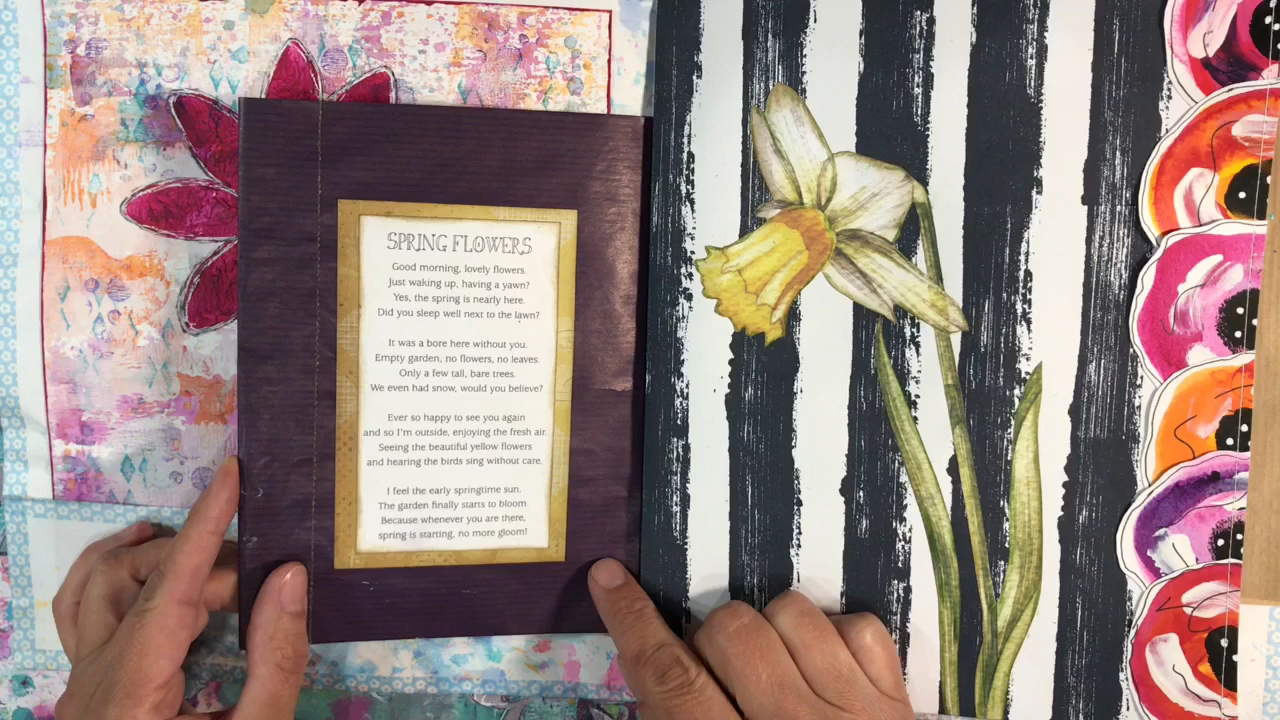 SPRING FLOWERS
Good morning, lovely flowers.
Just waking up, having a yawn?
Yes, the spring is nearly here.
Did you sleep well next to the lawn?
It was a bore here without you.
Empty garden, no flowers, no leaves.
Only a few tall, bare trees.
We even had snow, would you believe?
Ever so happy to see you again
and so I'm outside, enjoying the fresh air.
Seeing the beautiful yellow flowers
and hearing the birds sing without care.
I feel the early springtime sun.
The garden finally starts to bloom.
Because whenever you are there,
spring is starting, no more gloom!